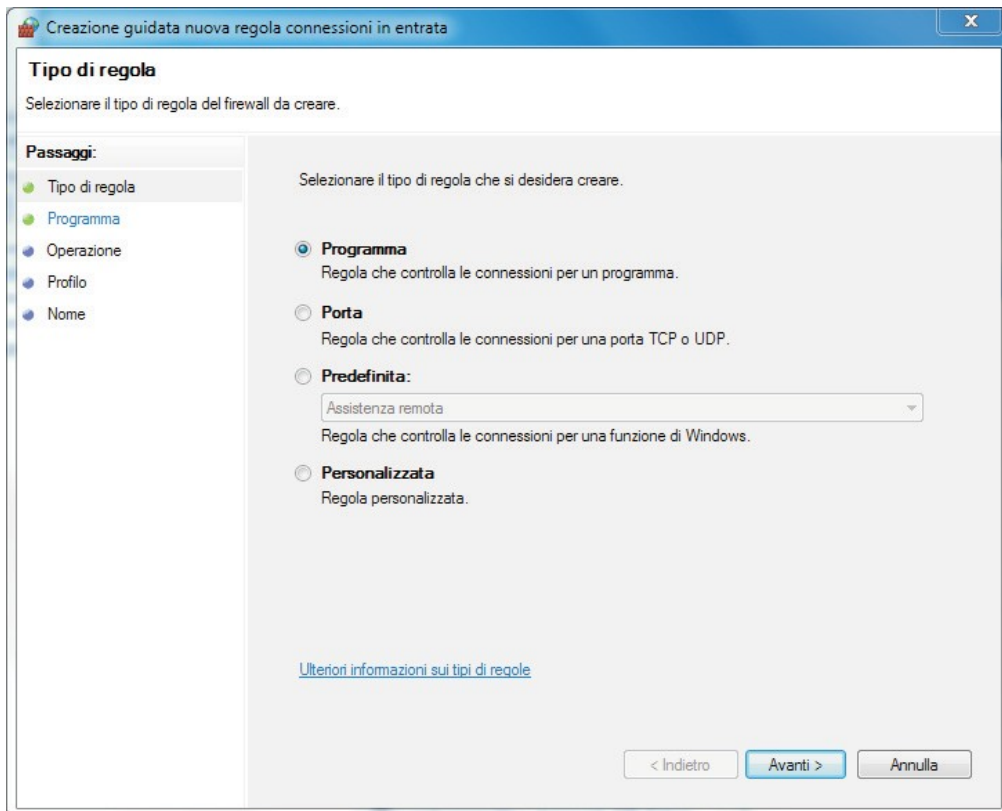 Creazione guidata nuova regola connessioni in entrata
Tipo di regola
Selezionare il tipo di regola del firewall da creare.
Passaggi:
Tipo di regola
Programma
Operazione
Profilo
Nome
Selezionare il tipo di regola che si desidera creare.
Programma
Regola che controlla le connessioni per un programma.
Porta
Regola che controlla le connessioni per una porta TCP o UDP.
Predefinita:
Assistenza remota
Regola che controlla le connessioni per una funzione di Windows.
Personalizzata
Regola personalizzata.
Ulteriori informazioni sui tipi di regole
< Indietro
Avanti >
Annulla